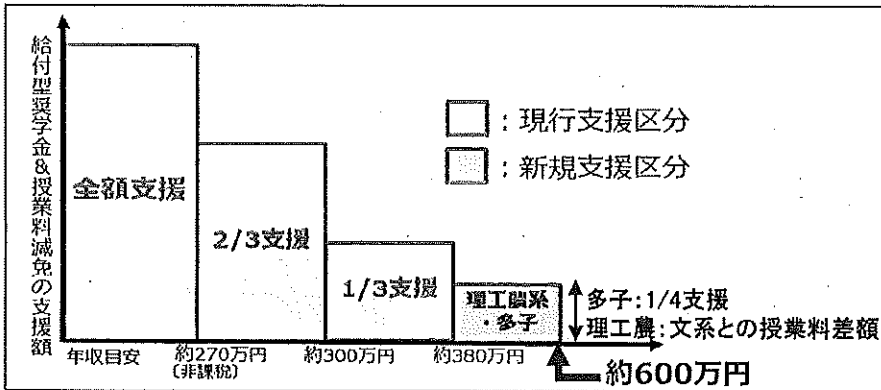 給付型奨学金&授業料減免の支援額
全額支援
2/3支援
1/3支援
理工農系
・多子
:現行支援区分
:新規支援区分
多子:1/4支援
理工農:文系との授業料差額
年収目安
約270万円
(非課税)
約300万円
約380万円
約600万円